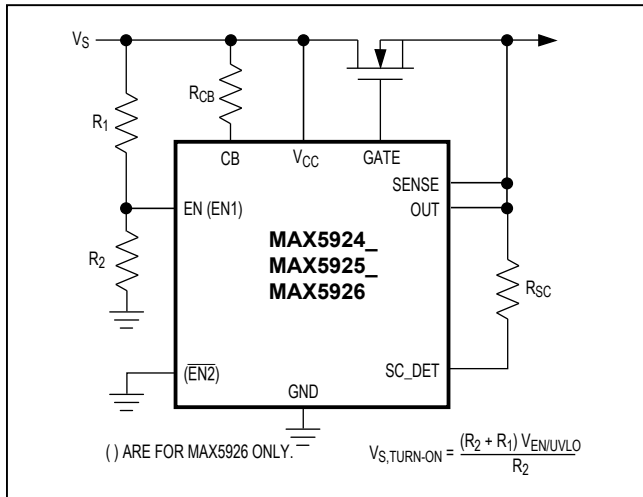 V_S
R_CB
R_1
CB
V_CC
GATE
SENSE
EN (EN1)
OUT
MAX5924_
MAX5925_
MAX5926
R_2
R_SC
(E̅N̅2̅)
SC_DET
GND
( ) ARE FOR MAX5926 ONLY.
V_S,TURN-ON = (R_2 + R_1) V_EN/UVLO / R_2